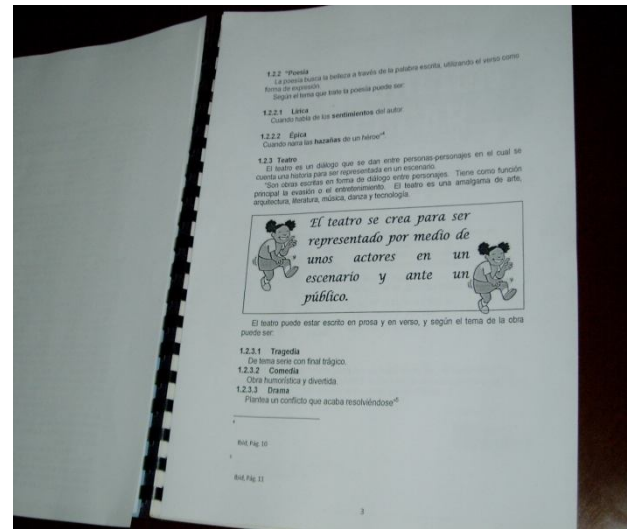 1.2.2 "Poesía
La poesía busca la belleza a través de la palabra escrita, utilizando el verso como
forma de expresión.
Según el tema que trate la poesía puede ser:
1.2.2.1 Lírica
Cuando habla de los sentimientos del autor.
1.2.2.2 Épica
Cuando narra las hazañas de un héroe"4
1.2.3 Teatro
El teatro es un diálogo que se dan entre personas-personajes en el cual se
cuenta una historia para ser representada en un escenario.
"Son obras escritas en forma de diálogo entre personajes. Tiene como función
principal la evasión o el entretenimiento. El teatro es una amalgama de arte,
arquitectura, literatura, música, danza y tecnología.
El teatro se crea para ser
representado por medio de
unos actores en un
escenario y ante un
público.
El teatro puede estar escrito en prosa y en verso, y según el tema de la obra
puede ser:
1.2.3.1 Tragedia
De tema serie con final trágico.
1.2.3.2 Comedia
Obra humorística y divertida.
1.2.3.3 Drama
Plantea un conflicto que acaba resolviéndose"5
Ibid, Pág. 10
Ibid, Pág. 11
3